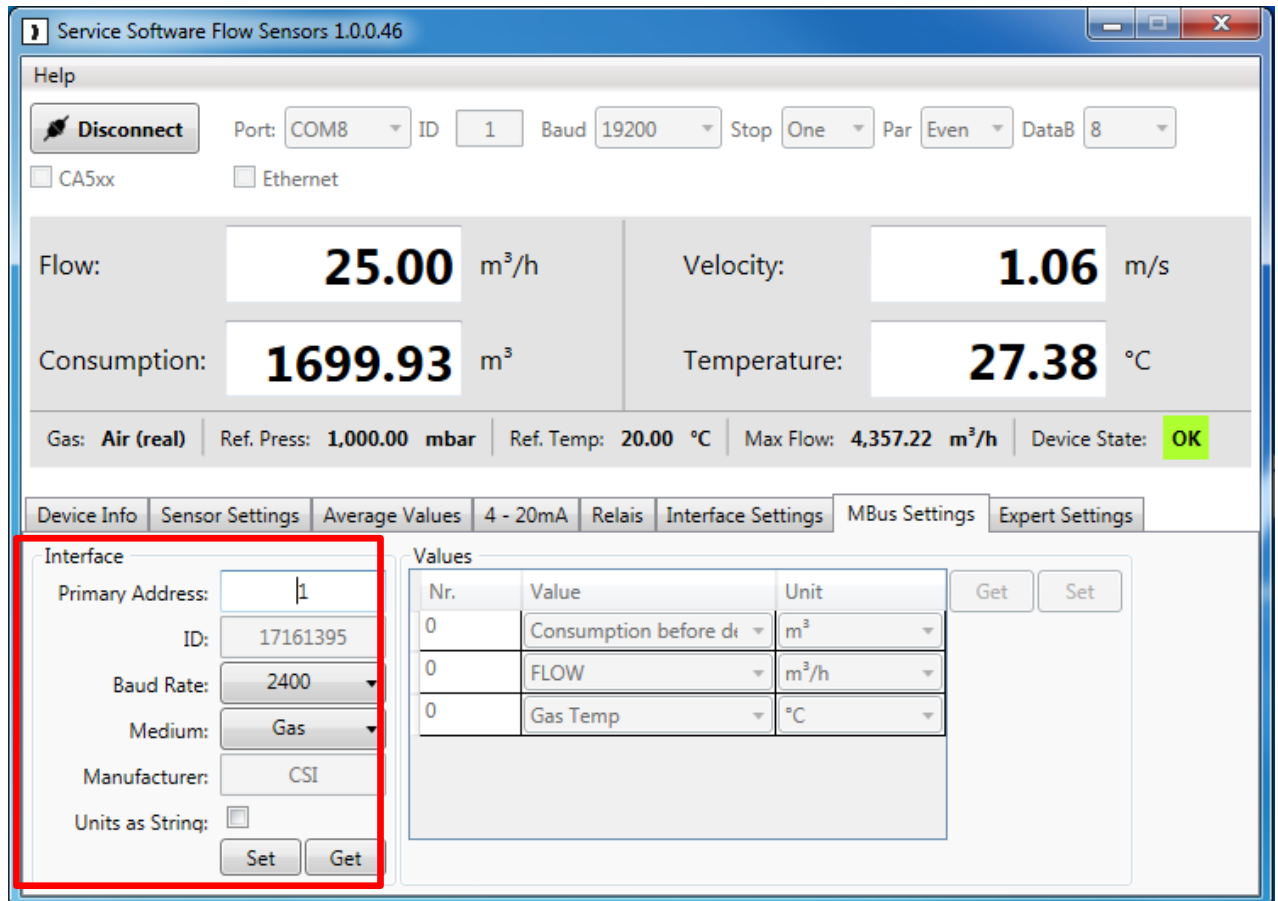 Service Software Flow Sensors 1.0.0.46
Help
Disconnect Port: COM8 ID 1 Baud 19200 Stop One Par Even DataB 8
CA5xx Ethernet
Flow: 25.00 m³/h Velocity: 1.06 m/s
Consumption: 1699.93 m³ Temperature: 27.38 °C
Gas: Air (real) Ref. Press: 1,000.00 mbar Ref. Temp: 20.00 °C Max Flow: 4,357.22 m³/h Device State: OK
Device Info Sensor Settings Average Values 4 - 20mA Relais Interface Settings MBus Settings Expert Settings
Interface
Primary Address: 1
ID: 17161395
Baud Rate: 2400
Medium: Gas
Manufacturer: CSI
Units as String:
Set Get
Values
Nr. Value Unit Get Set
0 Consumption before de m³
0 FLOW m³/h
0 Gas Temp °C